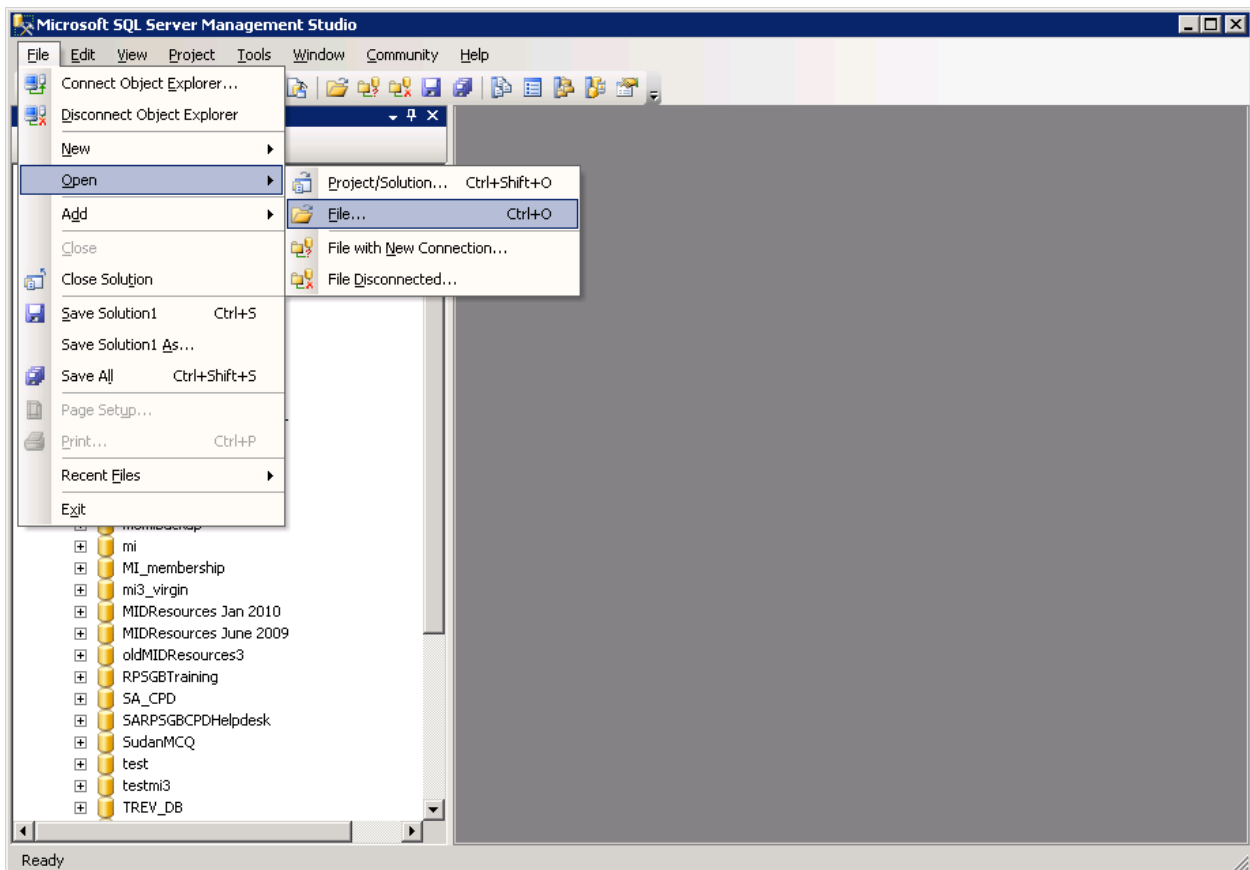 Microsoft SQL Server Management Studio
File Edit View Project Tools Window Community Help
Connect Object Explorer...
Disconnect Object Explorer
New
Open
Project/Solution... Ctrl+Shift+O
Add
File... Ctrl+O
Close
File with New Connection...
Close Solution
File Disconnected...
Save Solution1 Ctrl+S
Save Solution1 As...
Save All Ctrl+Shift+S
Page Setup...
Print... Ctrl+P
Recent Files
Exit
mi
MI_membership
mi3_virgin
MIDResources Jan 2010
MIDResources June 2009
oldMIDResources3
RPSGBTraining
SA_CPD
SARPSGBCPDHelpdesk
SudanMCQ
test
testmi3
TREV_DB
Ready